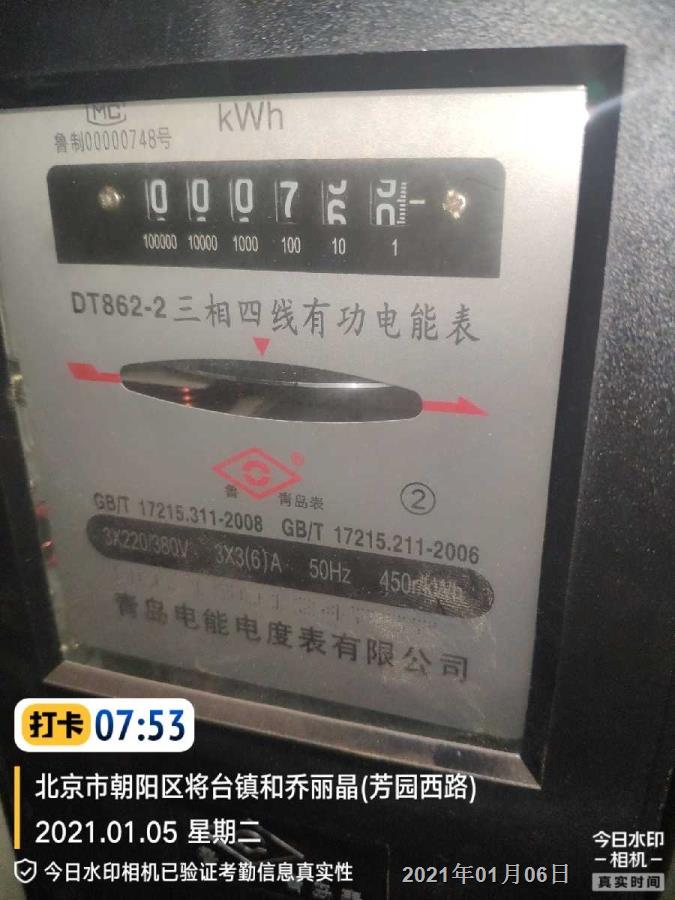 MC
kWh
鲁制00000748号
0 0 0 7
100000 10000 1000 100 10 1
DT862-2 三相四线有功电能表
鲁 青岛表 ®
②
GB/T 17215.311-2008 GB/T 17215.211-2006
3X220/380V 3X3(6)A 50Hz 450r/kWh
青岛电能电度表有限公司
打卡 07:53
北京市朝阳区将台镇和乔丽晶(芳园西路)
2021.01.05 星期二
今日水印相机已验证考勤信息真实性
2021年01月06日
今日水印
-相机-
真实时间